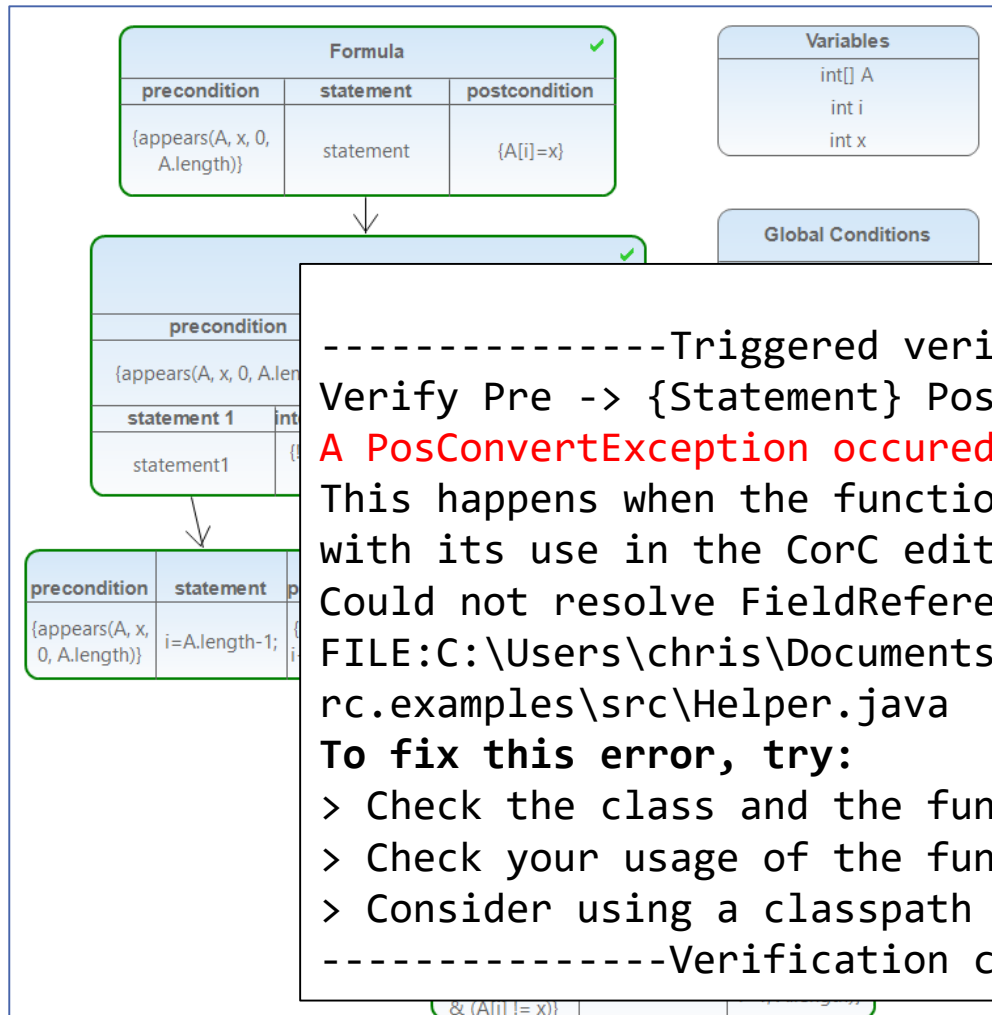 Formula
precondition statement postcondition
{appears(A, x, 0,
A.length)}
statement
{A[i]=x}
Variables
int[] A
int i
int x
Global Conditions
precondition
{appears(A, x, 0, A.len
statement 1 inte
statement1
{!
precondition statement p
{appears(A, x,
0, A.length)}
i=A.length-1;
{
i-
---------------Triggered veri
Verify Pre -> {Statement} Pos
A PosConvertException occured
This happens when the functio
with its use in the CorC edit
Could not resolve FieldRefere
FILE:C:\Users\chris\Documents
rc.examples\src\Helper.java
To fix this error, try:
> Check the class and the fun
> Check your usage of the fun
> Consider using a classpath
---------------Verification c
& (A[i] != x)}